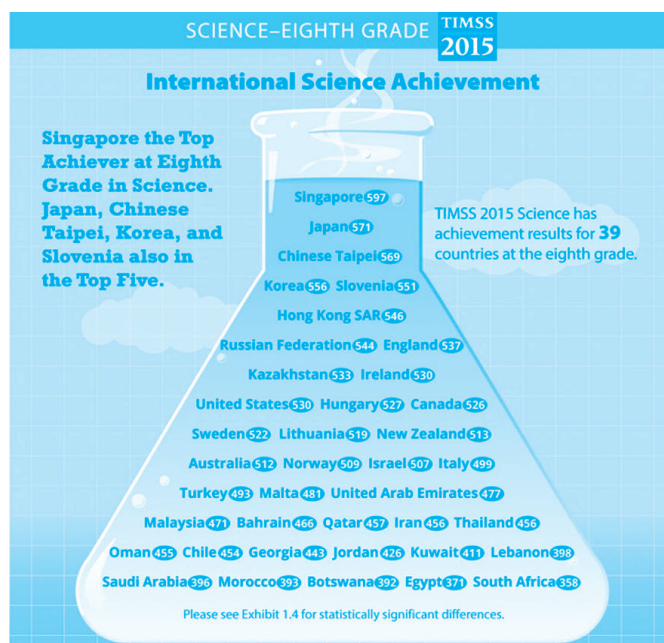 SCIENCE–EIGHTH GRADE
TIMSS
2015
International Science Achievement
Singapore the Top
Achiever at Eighth
Grade in Science.
Japan, Chinese
Taipei, Korea, and
Slovenia also in
the Top Five.
TIMSS 2015 Science has
achievement results for 39
countries at the eighth grade.
Singapore 597
Japan 571
Chinese Taipei 569
Korea 556 Slovenia 551
Hong Kong SAR 546
Russian Federation 544 England 537
Kazakhstan 533 Ireland 530
United States 530 Hungary 527 Canada 526
Sweden 522 Lithuania 519 New Zealand 513
Australia 512 Norway 509 Israel 507 Italy 499
Turkey 493 Malta 481 United Arab Emirates 477
Malaysia 471 Bahrain 466 Qatar 457 Iran 456 Thailand 456
Oman 455 Chile 454 Georgia 443 Jordan 426 Kuwait 411 Lebanon 398
Saudi Arabia 396 Morocco 393 Botswana 392 Egypt 371 South Africa 358
Please see Exhibit 1.4 for statistically significant differences.